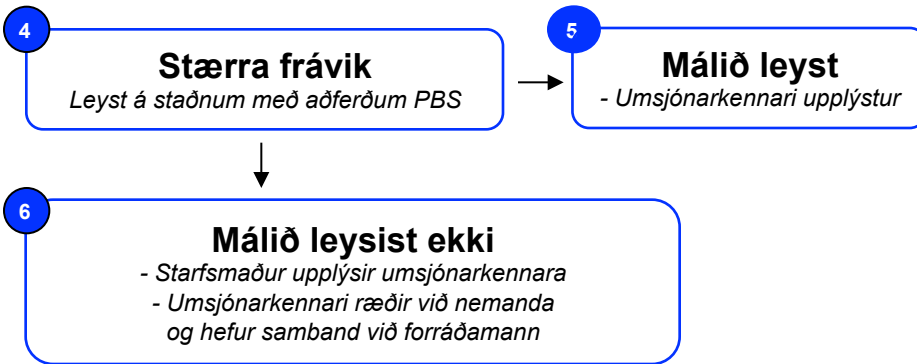 4
Stærra frávik
Leyst á staðnum með aðferðum PBS
5
Málið leyst
- Umsjónarkennari upplýstur
6
Málið leysist ekki
- Starfsmaður upplýsir umsjónarkennara
- Umsjónarkennari ræðir við nemanda
og hefur samband við forráðamann